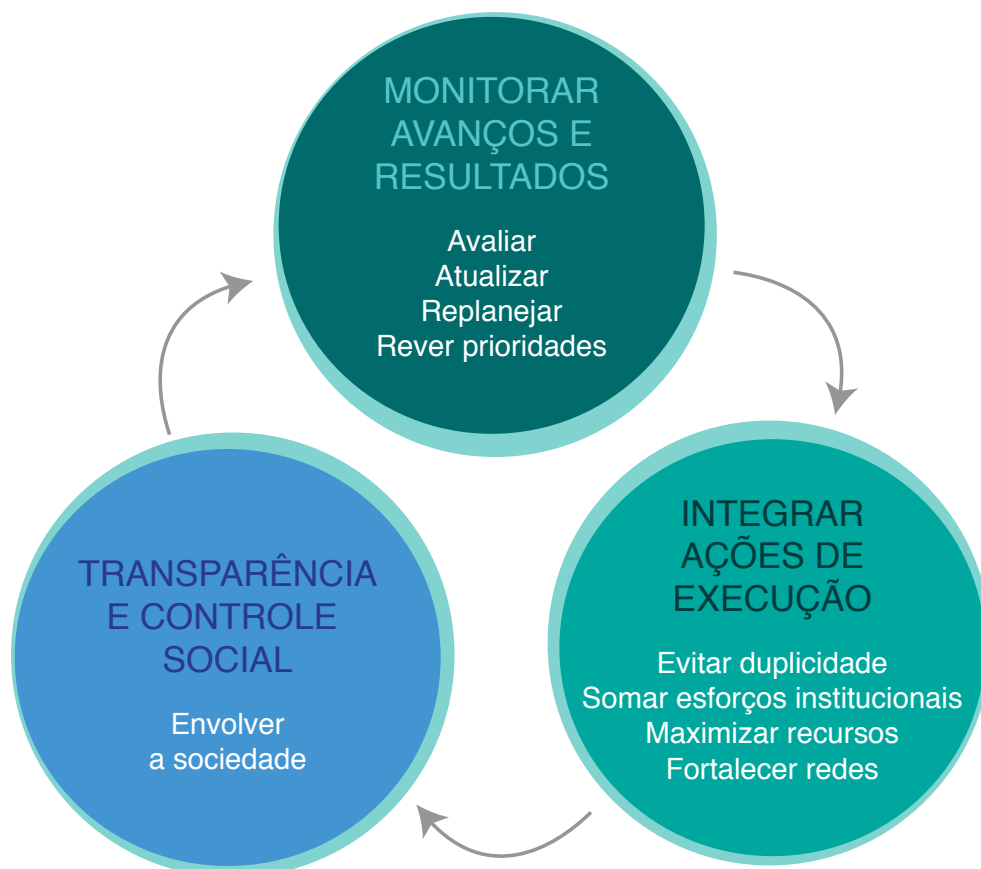 MONITORAR
AVANÇOS E
RESULTADOS
Avaliar
Atualizar
Replanejar
Rever prioridades
INTEGRAR
AÇÕES DE
EXECUÇÃO
Evitar duplicidade
Somar esforços institucionais
Maximizar recursos
Fortalecer redes
TRANSPARÊNCIA
E CONTROLE
SOCIAL
Envolver
a sociedade